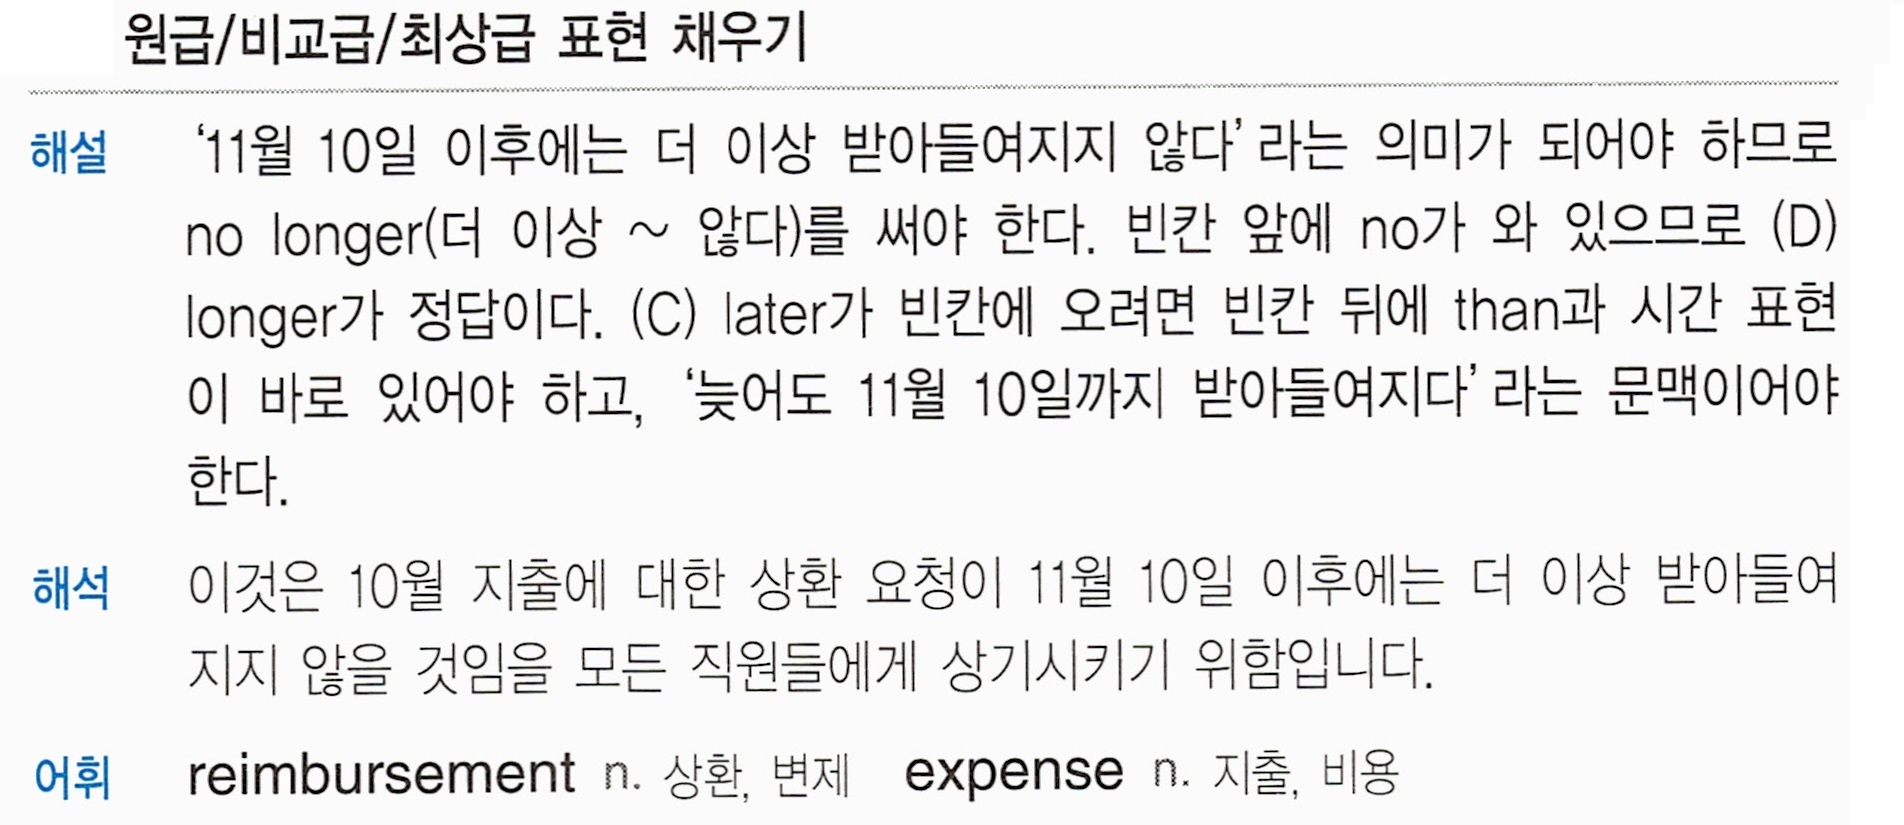 원급/비교급/최상급 표현 채우기
해설 ‘11월 10일 이후에는 더 이상 받아들여지지 않다’라는 의미가 되어야 하므로
no longer(더 이상 ~ 않다)를 써야 한다. 빈칸 앞에 no가 와 있으므로 (D)
longer가 정답이다. (C) later가 빈칸에 오려면 빈칸 뒤에 than과 시간 표현
이 바로 있어야 하고, ‘늦어도 11월 10일까지 받아들여지다’라는 문맥이어야
한다.
해석 이것은 10월 지출에 대한 상환 요청이 11월 10일 이후에는 더 이상 받아들여
지지 않을 것임을 모든 직원들에게 상기시키기 위함입니다.
어휘 reimbursement n. 상환, 변제 expense n. 지출, 비용